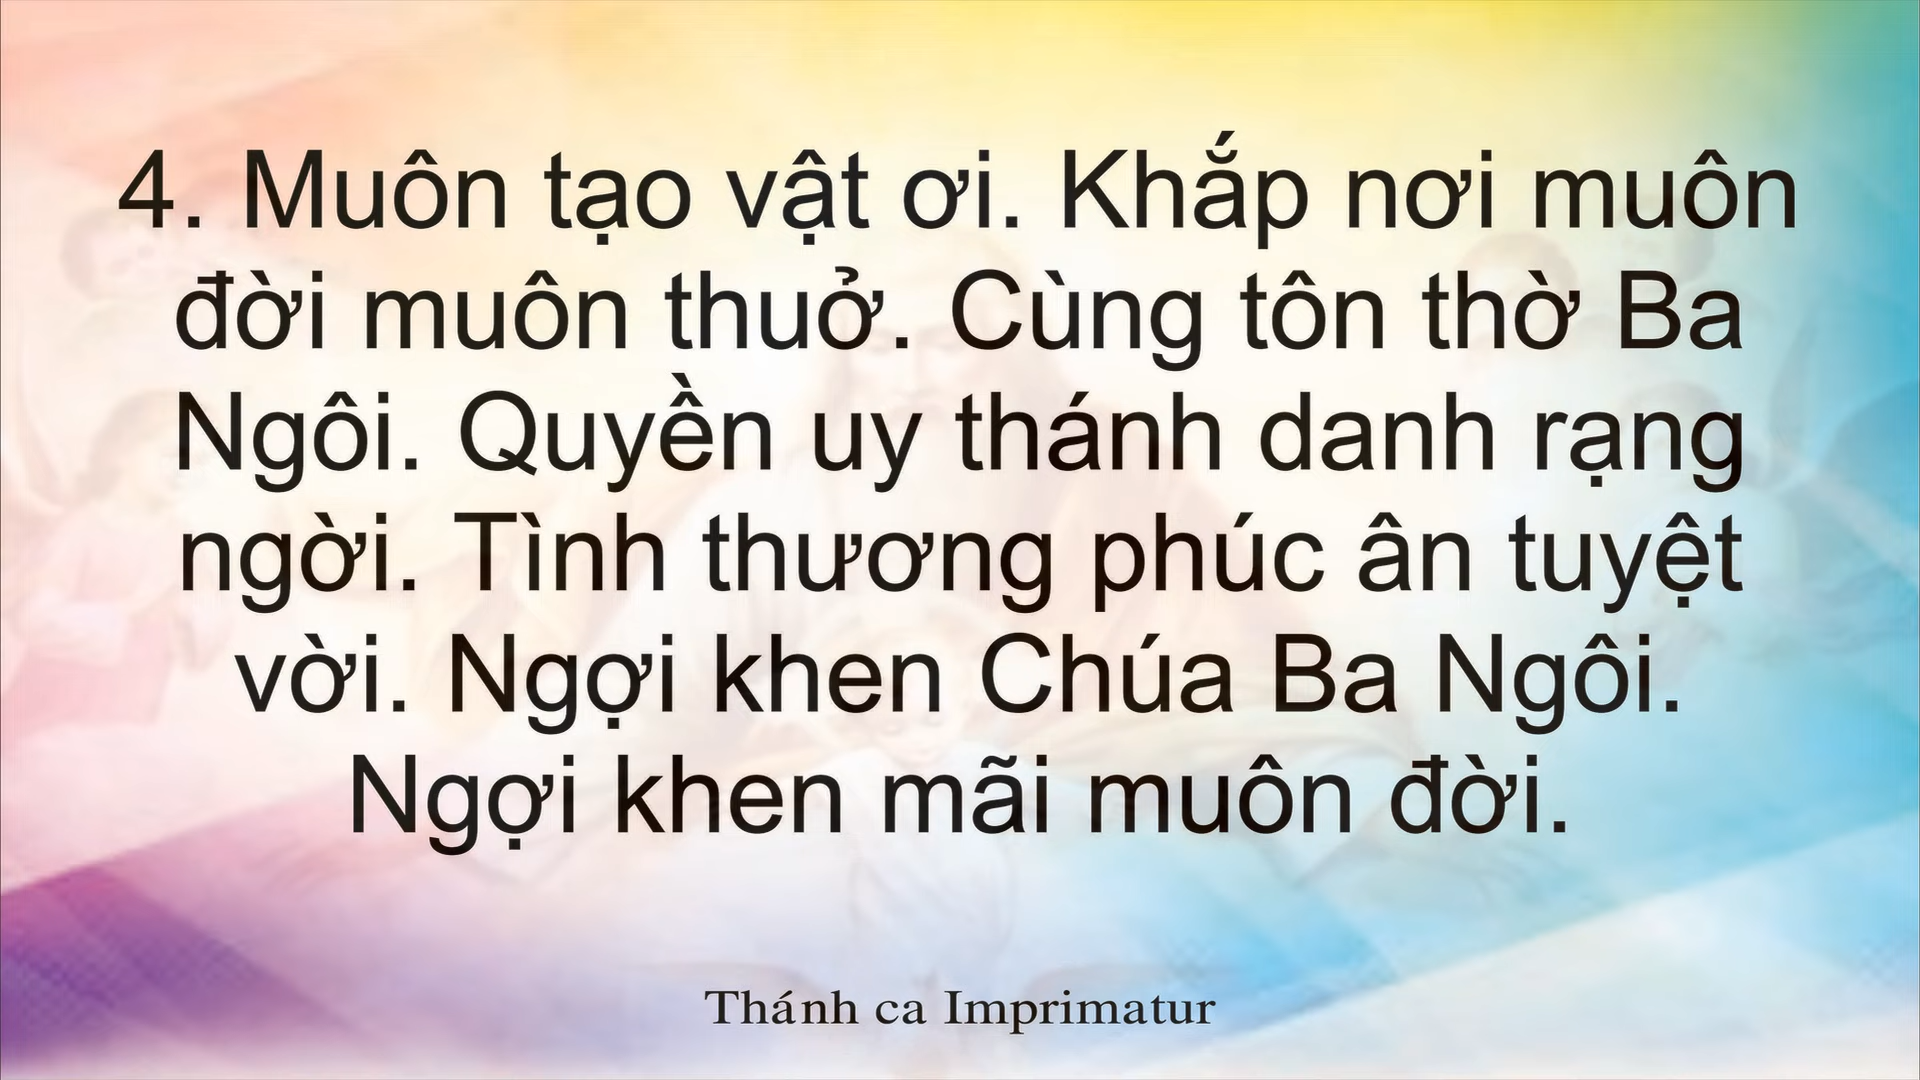 4. Muôn tạo vật ơi. Khắp nơi muôn
đời muôn thuở. Cùng tôn thờ Ba
Ngôi. Quyền uy thánh danh rạng
ngời. Tình thương phúc ân tuyệt
vời. Ngợi khen Chúa Ba Ngôi.
Ngợi khen mãi muôn đời.
Thánh ca Imprimatur